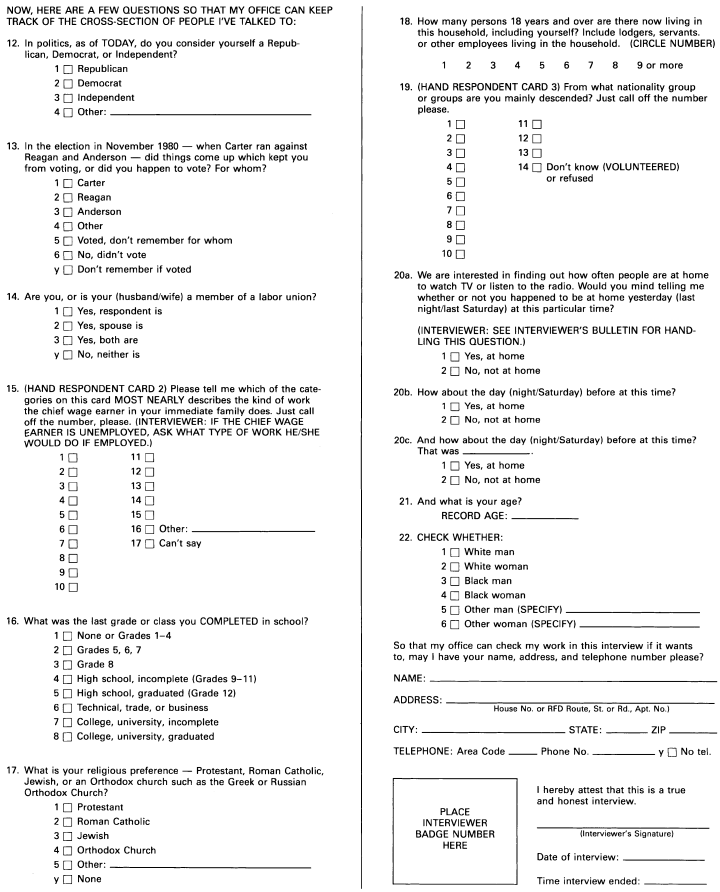 NOW, HERE ARE A FEW QUESTIONS SO THAT MY OFFICE CAN KEEP
TRACK OF THE CROSS-SECTION OF PEOPLE I'VE TALKED TO:
12. In politics, as of TODAY, do you consider yourself a Repub-
lican, Democrat, or Independent?
1 □ Republican
2 □ Democrat
3 □ Independent
4 □ Other:
13. In the election in November 1980 — when Carter ran against
Reagan and Anderson — did things come up which kept you
from voting, or did you happen to vote? For whom?
1 □ Carter
2 □ Reagan
3 □ Anderson
4 □ Other
5 □ Voted, don't remember for whom
6 □ No, didn't vote
y □ Don't remember if voted
14. Are you, or is your (husband/wife) a member of a labor union?
1 □ Yes, respondent is
2 □ Yes, spouse is
3 □ Yes, both are
y □ No, neither is
15. (HAND RESPONDENT CARD 2) Please tell me which of the cate-
gories on this card MOST NEARLY describes the kind of work
the chief wage earner in your immediate family does. Just call
off the number, please. (INTERVIEWER: IF THE CHIEF WAGE
EARNER IS UNEMPLOYED, ASK WHAT TYPE OF WORK HE/SHE
WOULD DO IF EMPLOYED.)
1 □ 11 □
2 □ 12 □
3 □ 13 □
4 □ 14 □
5 □ 15 □
6 □ 16 □ Other:
7 □ 17 □ Can't say
8 □
9 □
10 □
16. What was the last grade or class you COMPLETED in school?
1 □ None or Grades 1–4
2 □ Grades 5, 6, 7
3 □ Grade 8
4 □ High school, incomplete (Grades 9–11)
5 □ High school, graduated (Grade 12)
6 □ Technical, trade, or business
7 □ College, university, incomplete
8 □ College, university, graduated
17. What is your religious preference — Protestant, Roman Catholic,
Jewish, or an Orthodox church such as the Greek or Russian
Orthodox Church?
1 □ Protestant
2 □ Roman Catholic
3 □ Jewish
4 □ Orthodox Church
5 □ Other:
y □ None
18. How many persons 18 years and over are there now living in
this household, including yourself? Include lodgers, servants.
or other employees living in the household. (CIRCLE NUMBER)
1 2 3 4 5 6 7 8 9 or more
19. (HAND RESPONDENT CARD 3) From what nationality group
or groups are you mainly descended? Just call off the number
please.
1 □ 11 □
2 □ 12 □
3 □ 13 □
4 □ 14 □ Don't know (VOLUNTEERED)
5 □ or refused
6 □
7 □
8 □
9 □
10 □
20a. We are interested in finding out how often people are at home
to watch TV or listen to the radio. Would you mind telling me
whether or not you happened to be at home yesterday (last
night/last Saturday) at this particular time?
(INTERVIEWER: SEE INTERVIEWER'S BULLETIN FOR HAND-
LING THIS QUESTION.)
1 □ Yes, at home
2 □ No, not at home
20b. How about the day (night/Saturday) before at this time?
1 □ Yes, at home
2 □ No, not at home
20c. And how about the day (night/Saturday) before at this time?
That was .
1 □ Yes, at home
2 □ No, not at home
21. And what is your age?
RECORD AGE:
22. CHECK WHETHER:
1 □ White man
2 □ White woman
3 □ Black man
4 □ Black woman
5 □ Other man (SPECIFY)
6 □ Other woman (SPECIFY)
So that my office can check my work in this interview if it wants
to, may I have your name, address, and telephone number please?
NAME:
ADDRESS:
House No. or RFD Route, St. or Rd., Apt. No.)
CITY: STATE: ZIP
TELEPHONE: Area Code Phone No. y □ No tel.
PLACE
INTERVIEWER
BADGE NUMBER
HERE
I hereby attest that this is a true
and honest interview.
(Interviewer's Signature)
Date of interview:
Time interview ended: